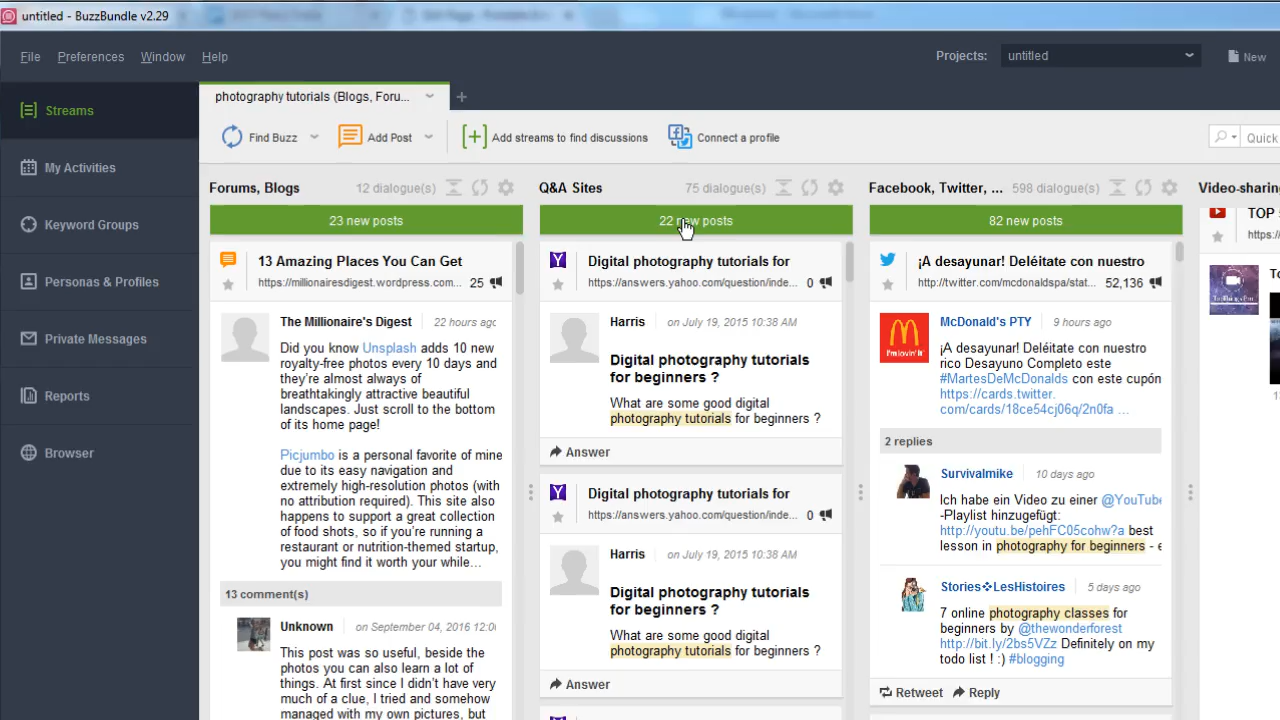 untitled - BuzzBundle v2.29
File Preferences Window Help
Projects: untitled New
Streams
My Activities
Keyword Groups
Personas & Profiles
Private Messages
Reports
Browser
photography tutorials (Blogs, Foru...
Find Buzz Add Post Add streams to find discussions Connect a profile
Quick
Forums, Blogs 12 dialogue(s)
23 new posts
13 Amazing Places You Can Get
https://millionairesdigest.wordpress.com... 25
The Millionaire's Digest 22 hours ago
Did you know Unsplash adds 10 new
royalty-free photos every 10 days and
they're almost always of
breathtakingly attractive beautiful
landscapes. Just scroll to the bottom
of its home page!
Picjumbo is a personal favorite of mine
due to its easy navigation and
extremely high-resolution photos (with
no attribution required). This site also
happens to support a great collection
of food shots, so if you're running a
restaurant or nutrition-themed startup,
you might find it worth your while...
13 comment(s)
Unknown on September 04, 2016 12:0
This post was so useful, beside the
photos you can also learn a lot of
things. At first since I didn't have very
much of a clue, I tried and somehow
managed with my own pictures, but
Q&A Sites 75 dialogue(s)
22 new posts
Digital photography tutorials for
https://answers.yahoo.com/question/inde... 0
Harris on July 19, 2015 10:38 AM
Digital photography tutorials
for beginners ?
What are some good digital
photography tutorials for beginners ?
Answer
Digital photography tutorials for
https://answers.yahoo.com/question/inde... 0
Harris on July 19, 2015 10:38 AM
Digital photography tutorials
for beginners ?
What are some good digital
photography tutorials for beginners ?
Answer
Facebook, Twitter, ... 598 dialogue(s)
82 new posts
¡A desayunar! Deléitate con nuestro
http://twitter.com/mcdonaldspa/stat... 52,136
i'm lovin' it
McDonald's PTY 9 hours ago
¡A desayunar! Deléitate con nuestro
rico Desayuno Completo este
#MartesDeMcDonalds con este cupón
https://cards.twitter.
com/cards/18ce54cj06q/2n0fa ...
2 replies
Survivalmike 10 days ago
Ich habe ein Video zu einer @YouTube
-Playlist hinzugefügt:
http://youtu.be/pehFC05cohw?a best
lesson in photography for beginners - e
Stories❖LesHistoires 5 days ago
7 online photography classes for
beginners by @thewonderforest
http://bit.ly/2bs5VZz Definitely on my
todo list ! :) #blogging
Retweet Reply
Video-sharing
TOP
https:/